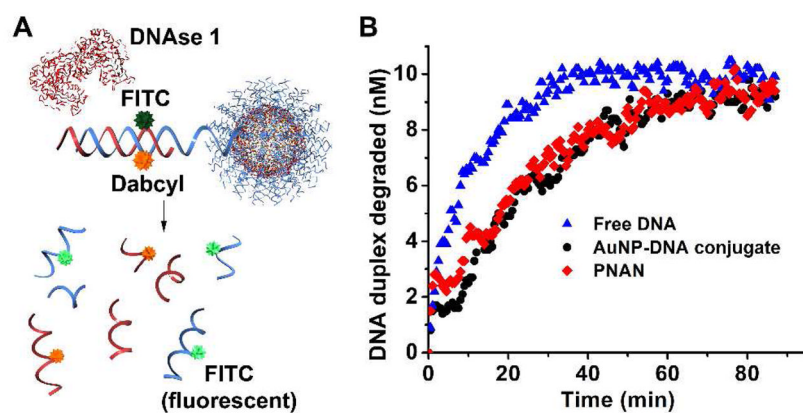 A
DNAse 1
FITC
Dabcyl
FITC
(fluorescent)
B
DNA duplex degraded (nM)
10
8
6
4
2
0
Free DNA
AuNP-DNA conjugate
PNAN
0
20
40
60
80
Time (min)